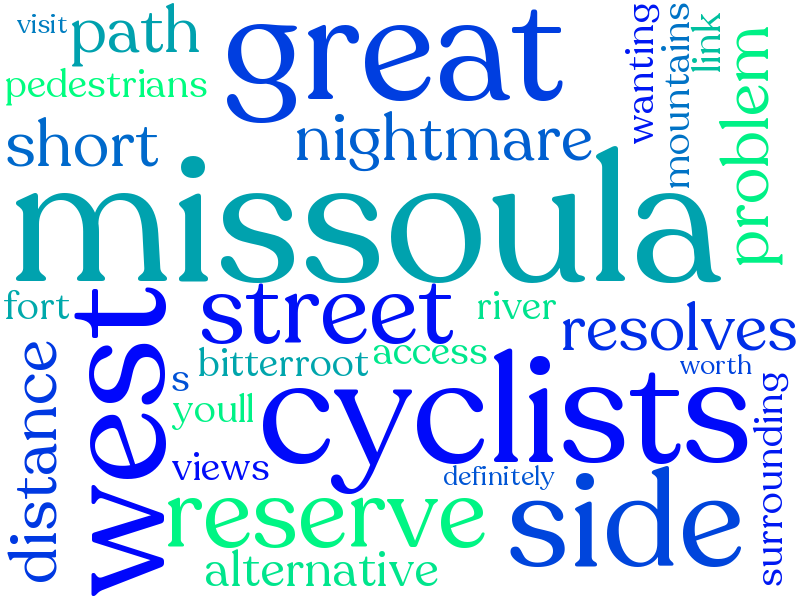 visit
path
great
wanting
mountains
link
pedestrians
problem
short
nightmare
missoula
fort
west
street
river
resolves
bitterroot
access
worth
distance
s
youll
cyclists
surrounding
views
definitely
reserve
side
alternative